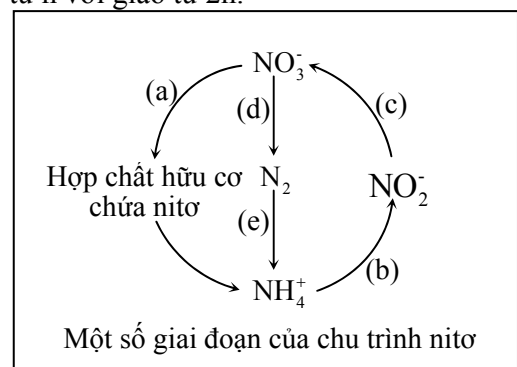 NO₃⁻
(a)
(d)
(c)
Hợp chất hữu cơ
chứa nitơ
N₂
NO₂⁻
(e)
(b)
NH₄⁺
Một số giai đoạn của chu trình nitơ